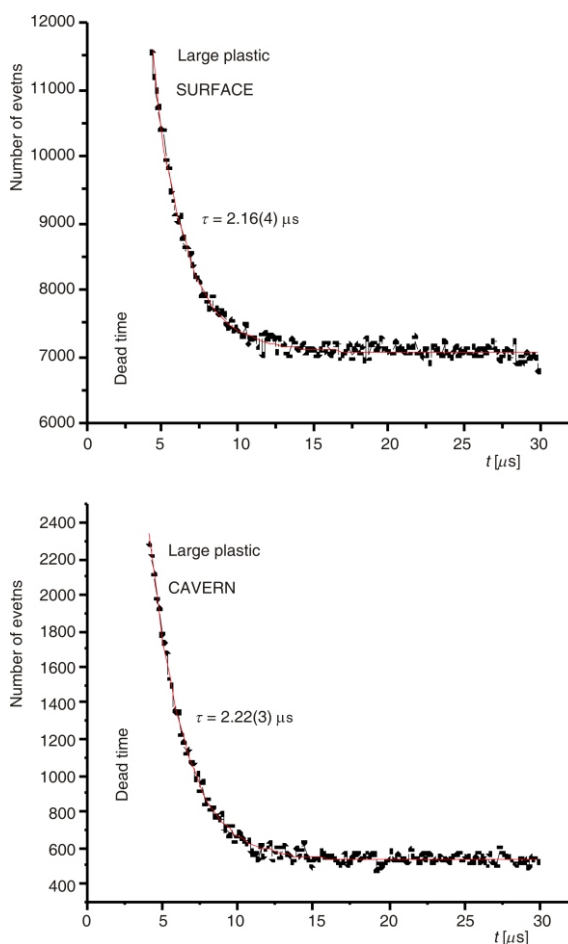 12000
Large plastic
11000
SURFACE
Number of evetns
10000
9000
τ = 2.16(4) μs
8000
Dead time
7000
6000
0 5 10 15 20 25 30
t [μs]
2400
Large plastic
2200
CAVERN
2000
Number of evetns
1800
1600
1400
τ = 2.22(3) μs
1200
Dead time
1000
800
600
400
0 5 10 15 20 25 30
t [μs]